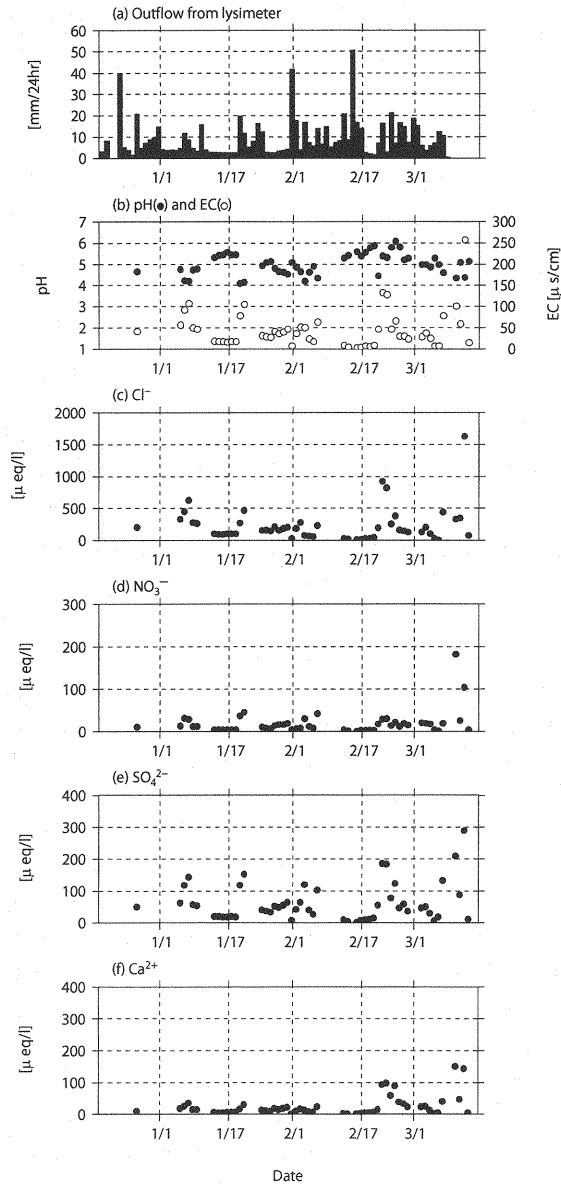 (a) Outflow from lysimeter
[mm/24hr]
60
50
40
30
20
10
0
1/1 1/17 2/1 2/17 3/1
(b) pH(●) and EC(○)
pH
7
6
5
4
3
2
1
300
250
200
150
100
50
0
EC [μ s/cm]
1/1 1/17 2/1 2/17 3/1
(c) Cl⁻
[μ eq/l]
2000
1500
1000
500
0
1/1 1/17 2/1 2/17 3/1
(d) NO₃⁻
[μ eq/l]
300
200
100
0
1/1 1/17 2/1 2/17 3/1
(e) SO₄²⁻
[μ eq/l]
400
300
200
100
0
1/1 1/17 2/1 2/17 3/1
(f) Ca²⁺
[μ eq/l]
400
300
200
100
0
1/1 1/17 2/1 2/17 3/1
Date